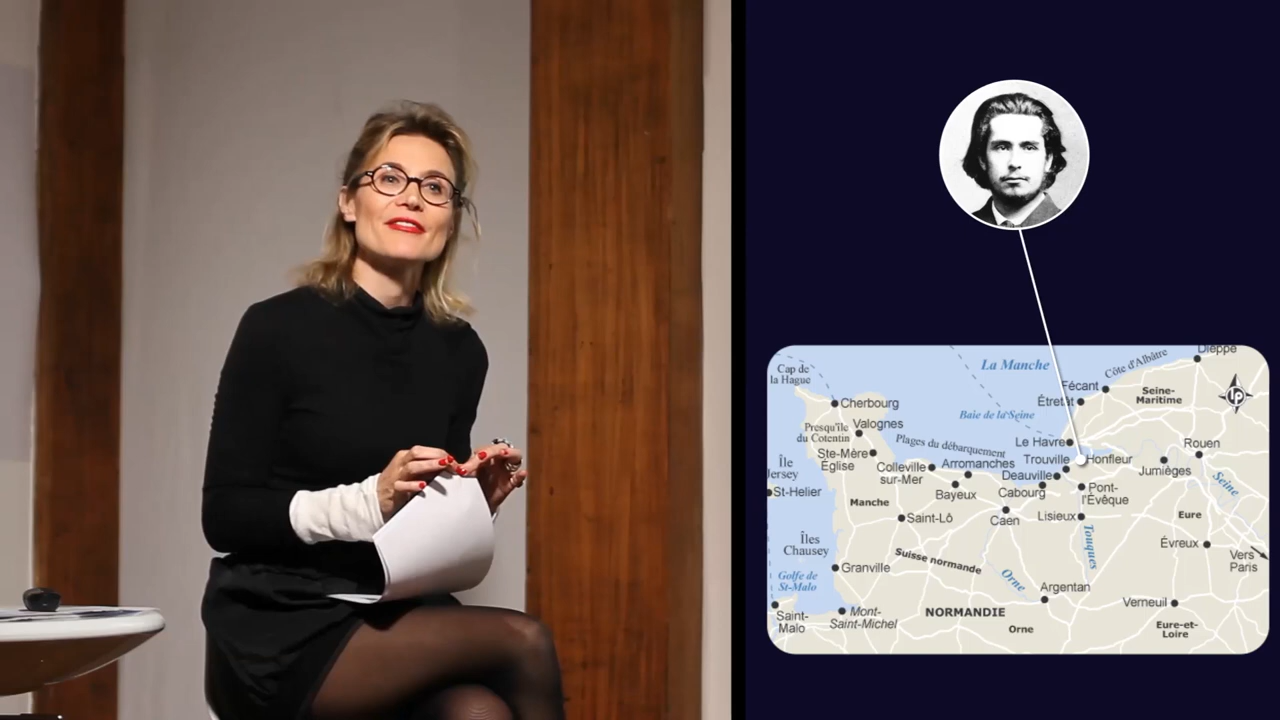 Dieppe
La Manche
Côte d'Albâtre
Cap de
la Hague
Fécant
Seine-
Maritime
LP
Étretat
Cherbourg
Baie de la Seine
Presqu'île
du Cotentin
Valognes
Plages du débarquement
Le Havre
Rouen
Ste-Mère
Église
Trouville
Honfleur
Île
Jersey
Colleville
sur-Mer
Arromanches
Jumièges
Deauville
Seine
St-Helier
Bayeux
Cabourg
Pont-
l'Évêque
Manche
Saint-Lô
Caen
Lisieux
Eure
Îles
Chausey
Suisse normande
Touques
Évreux
Vers
Paris
Granville
Golfe de
St-Malo
Orne
Argentan
Verneuil
Saint-
Malo
Mont-
Saint-Michel
NORMANDIE
Orne
Eure-et-
Loire